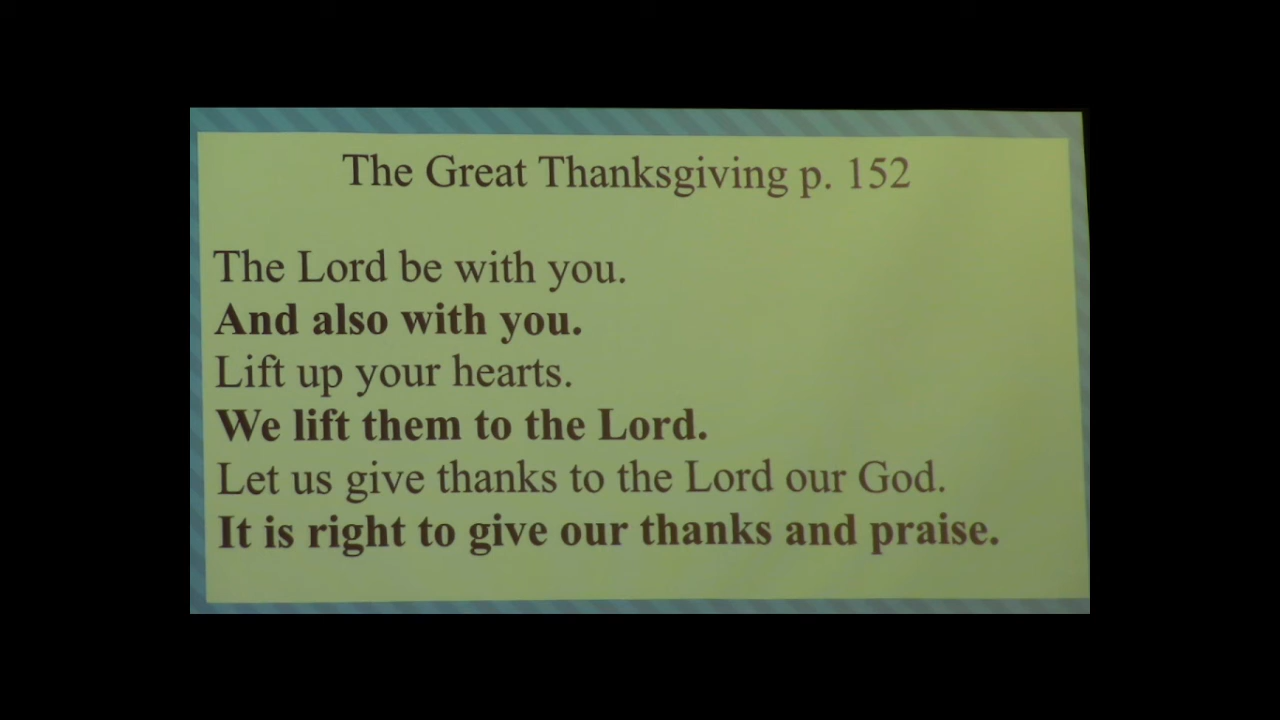 The Great Thanksgiving p. 152
The Lord be with you.
And also with you.
Lift up your hearts.
We lift them to the Lord.
Let us give thanks to the Lord our God.
It is right to give our thanks and praise.